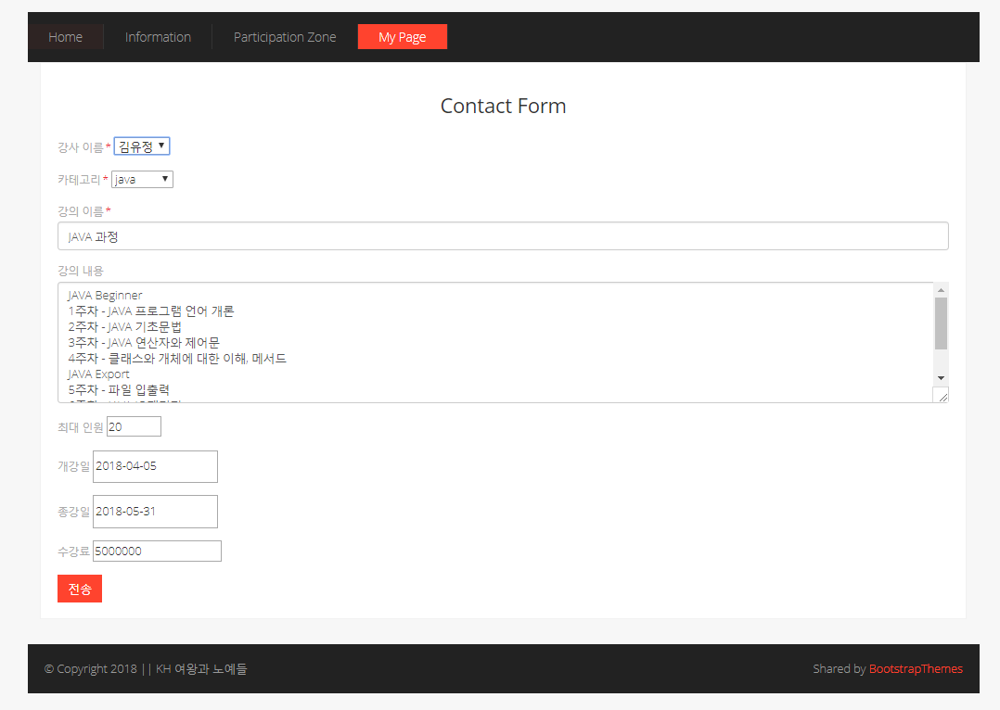 Home Information Participation Zone My Page
Contact Form
강사 이름 * 김유정
카테고리 * java
강의 이름 *
JAVA 과정
강의 내용
JAVA Beginner
1주차 - JAVA 프로그램 언어 개론
2주차 - JAVA 기초문법
3주차 - JAVA 연산자와 제어문
4주차 - 클래스와 개체에 대한 이해, 메서드
JAVA Export
5주차 - 파일 입출력
최대 인원 20
개강일 2018-04-05
종강일 2018-05-31
수강료 5000000
전송
© Copyright 2018 || KH 여왕과 노예들 Shared by BootstrapThemes